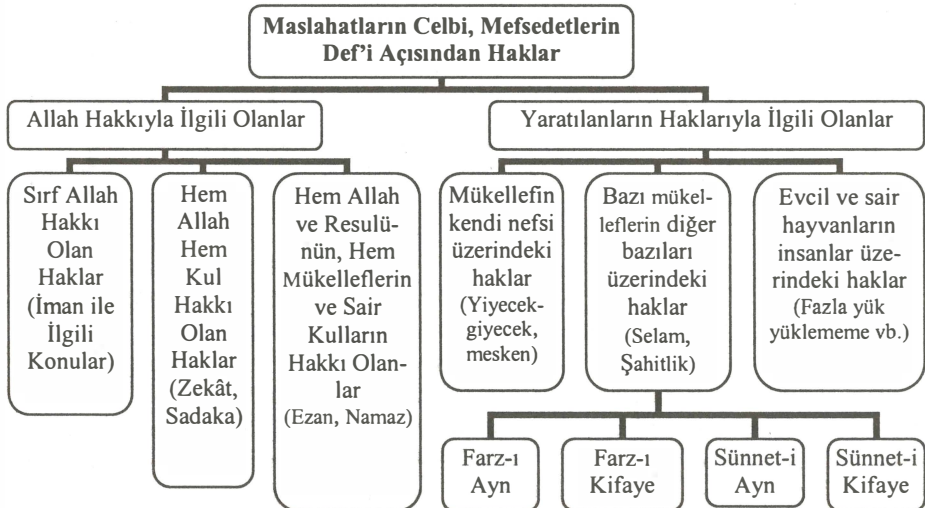 Maslahatların Celbi, Mefsedetlerin
Def’i Açısından Haklar
Allah Hakkıyla İlgili Olanlar
Yaratılanların Haklarıyla İlgili Olanlar
Sırf Allah
Hakkı
Olan
Haklar
(İman ile
İlgili
Konular)
Hem
Allah
Hem
Kul
Hakkı
Olan
Haklar
(Zekât,
Sadaka)
Hem Allah
ve Resulü-
nün, Hem
Mükelleflerin
ve Sair
Kulların
Hakkı Olan-
lar
(Ezan, Namaz)
Mükellefin
kendi nefsi
üzerindeki
haklar
(Yiyecek-
giyecek,
mesken)
Bazı mükel-
leflerin diğer
bazıları
üzerindeki
haklar
(Selam,
Şahitlik)
Evcil ve sair
hayvanların
insanlar üze-
rindeki haklar
(Fazla yük
yüklememe vb.)
Farz-ı
Ayn
Farz-ı
Kifaye
Sünnet-i
Ayn
Sünnet-i
Kifaye